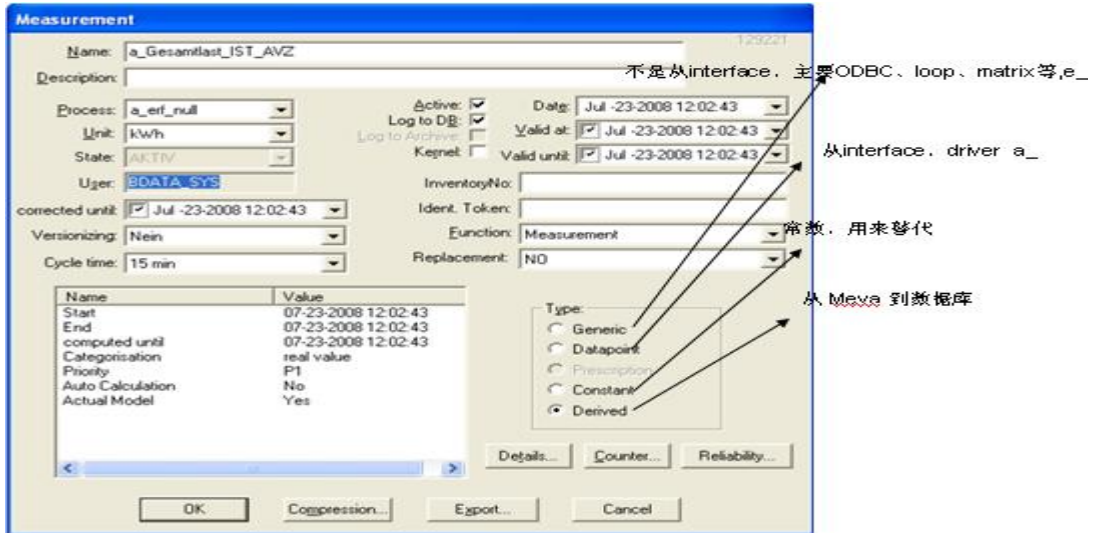 Measurement
129221
Name: a_Gesamtlast_IST_AVZ
Description:
不是从interface．主要ODBC、loop、matrix等,e_
Process: a_erf_null
Active:
Date: Jul -23-2008 12:02:43
Unit: kWh
Log to DB:
Valid at: Jul -23-2008 12:02:43
Log to Archive:
State: AKTIV
Kernel:
Valid until: Jul -23-2008 12:02:43
从interface．driver a_
User: BDATA_SYS
InventoryNo:
corrected until: Jul -23-2008 12:02:43
Ident. Token:
Versionizing: Nein
Function: Measurement
常数．用来替代
Cycle time: 15 min
Replacement: NO
从 Meva 到数据库
Name Value
Start 07-23-2008 12:02:43
End 07-23-2008 12:02:43
computed until 07-23-2008 12:02:43
Categorisation real value
Priority P1
Auto Calculation No
Actual Model Yes
Type:
Generic
Datapoint
Prescription
Constant
Derived
Details... Counter... Reliability...
OK Compression... Export... Cancel